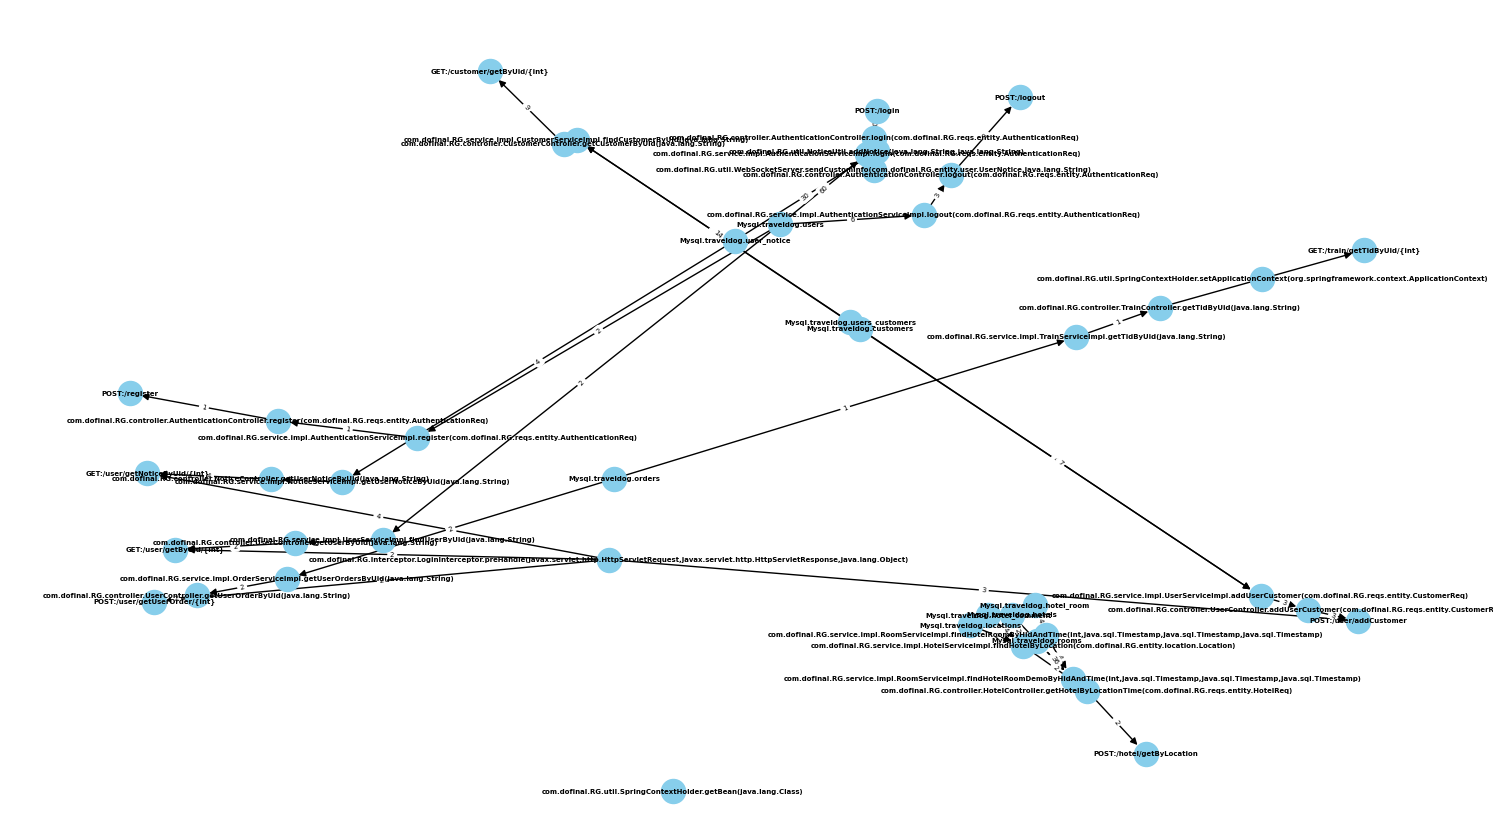 GET:/customer/getByUid/{int}
9
POST:/logout
POST:/login
com.dofinal.RG.controller.AuthenticationController.login(com.dofinal.RG.reqs.entity.AuthenticationReq)
com.dofinal.RG.service.impl.CustomerServiceImpl.findCustomerByUid(java.lang.String)
com.dofinal.RG.controller.CustomerController.getCustomerByUid(java.lang.String)
com.dofinal.RG.util.NoticeUtil.addNotice(java.lang.String,java.lang.String)
com.dofinal.RG.service.impl.AuthenticationServiceImpl.login(com.dofinal.RG.reqs.entity.AuthenticationReq)
com.dofinal.RG.util.WebSocketServer.sendCustomInfo(com.dofinal.RG.entity.user.UserNotice,java.lang.String)
com.dofinal.RG.controller.AuthenticationController.logout(com.dofinal.RG.reqs.entity.AuthenticationReq)
60
30
3
com.dofinal.RG.service.impl.AuthenticationServiceImpl.logout(com.dofinal.RG.reqs.entity.AuthenticationReq)
6
Mysql.traveldog.users
14
Mysql.traveldog.user_notice
GET:/train/getTidByUid/{int}
com.dofinal.RG.util.SpringContextHolder.setApplicationContext(org.springframework.context.ApplicationContext)
com.dofinal.RG.controller.TrainController.getTidByUid(java.lang.String)
1
Mysql.traveldog.users_customers
Mysql.traveldog.customers
2
com.dofinal.RG.service.impl.TrainServiceImpl.getTidByUid(java.lang.String)
4
2
POST:/register
1
1
com.dofinal.RG.controller.AuthenticationController.register(com.dofinal.RG.reqs.entity.AuthenticationReq)
1
com.dofinal.RG.service.impl.AuthenticationServiceImpl.register(com.dofinal.RG.reqs.entity.AuthenticationReq)
7
GET:/user/getNoticeByUid/{int}
com.dofinal.RG.controller.NoticeController.getUserNoticeByUid(java.lang.String)
com.dofinal.RG.service.impl.NoticeServiceImpl.getUserNoticeByUid(java.lang.String)
Mysql.traveldog.orders
4
2
com.dofinal.RG.service.impl.UserServiceImpl.findUserByUid(java.lang.String)
com.dofinal.RG.controller.UserController.getUserByUid(java.lang.String)
2
GET:/user/getByUid/{int}
2
com.dofinal.RG.interceptor.LoginInterceptor.preHandle(javax.servlet.http.HttpServletRequest,javax.servlet.http.HttpServletResponse,java.lang.Object)
com.dofinal.RG.service.impl.OrderServiceImpl.getUserOrdersByUid(java.lang.String)
2
3
com.dofinal.RG.controller.UserController.getUserOrderByUid(java.lang.String)
com.dofinal.RG.service.impl.UserServiceImpl.addUserCustomer(com.dofinal.RG.reqs.entity.CustomerReq)
POST:/user/getUserOrder/{int}
3
Mysql.traveldog.hotel_room
com.dofinal.RG.controller.UserController.addUserCustomer(com.dofinal.RG.reqs.entity.CustomerR
3
POST:/user/addCustomer
Mysql.traveldog.locations
com.dofinal.RG.service.impl.RoomServiceImpl.findHotelRoomByHidAndTime(int,java.sql.Timestamp,java.sql.Timestamp,java.sql.Timestamp)
Mysql.traveldog.rooms
com.dofinal.RG.service.impl.HotelServiceImpl.findHotelByLocation(com.dofinal.RG.entity.location.Location)
com.dofinal.RG.service.impl.RoomServiceImpl.findHotelRoomDemoByHidAndTime(int,java.sql.Timestamp,java.sql.Timestamp,java.sql.Timestamp)
com.dofinal.RG.controller.HotelController.getHotelByLocationTime(com.dofinal.RG.reqs.entity.HotelReq)
2
POST:/hotel/getByLocation
com.dofinal.RG.util.SpringContextHolder.getBean(java.lang.Class)